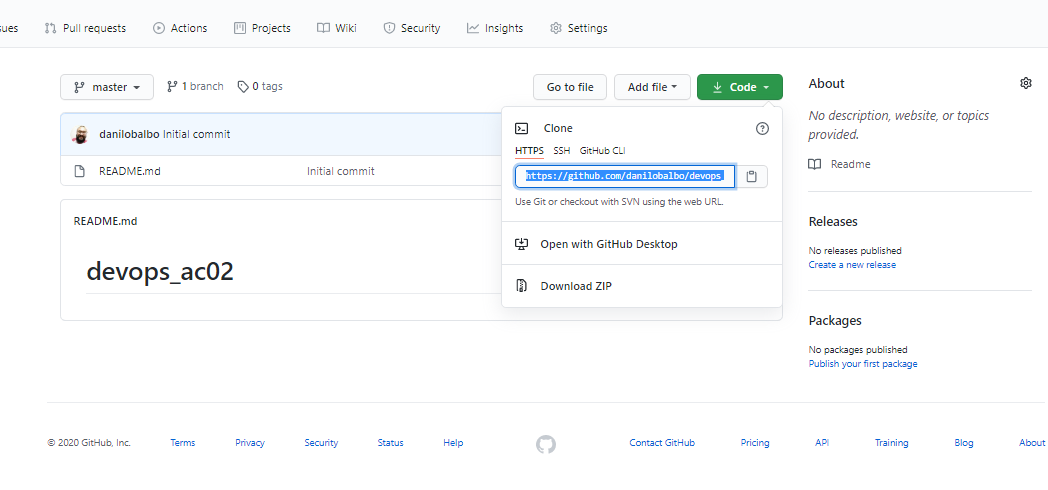 sues Pull requests Actions Projects Wiki Security Insights Settings
master 1 branch 0 tags Go to file Add file Code
danilobalbo Initial commit
README.md Initial commit
README.md
devops_ac02
Clone
HTTPS SSH GitHub CLI
https://github.com/danilobalbo/devops
Use Git or checkout with SVN using the web URL.
Open with GitHub Desktop
Download ZIP
About
No description, website, or topics
provided.
Readme
Releases
No releases published
Create a new release
Packages
No packages published
Publish your first package
© 2020 GitHub, Inc. Terms Privacy Security Status Help Contact GitHub Pricing API Training Blog About